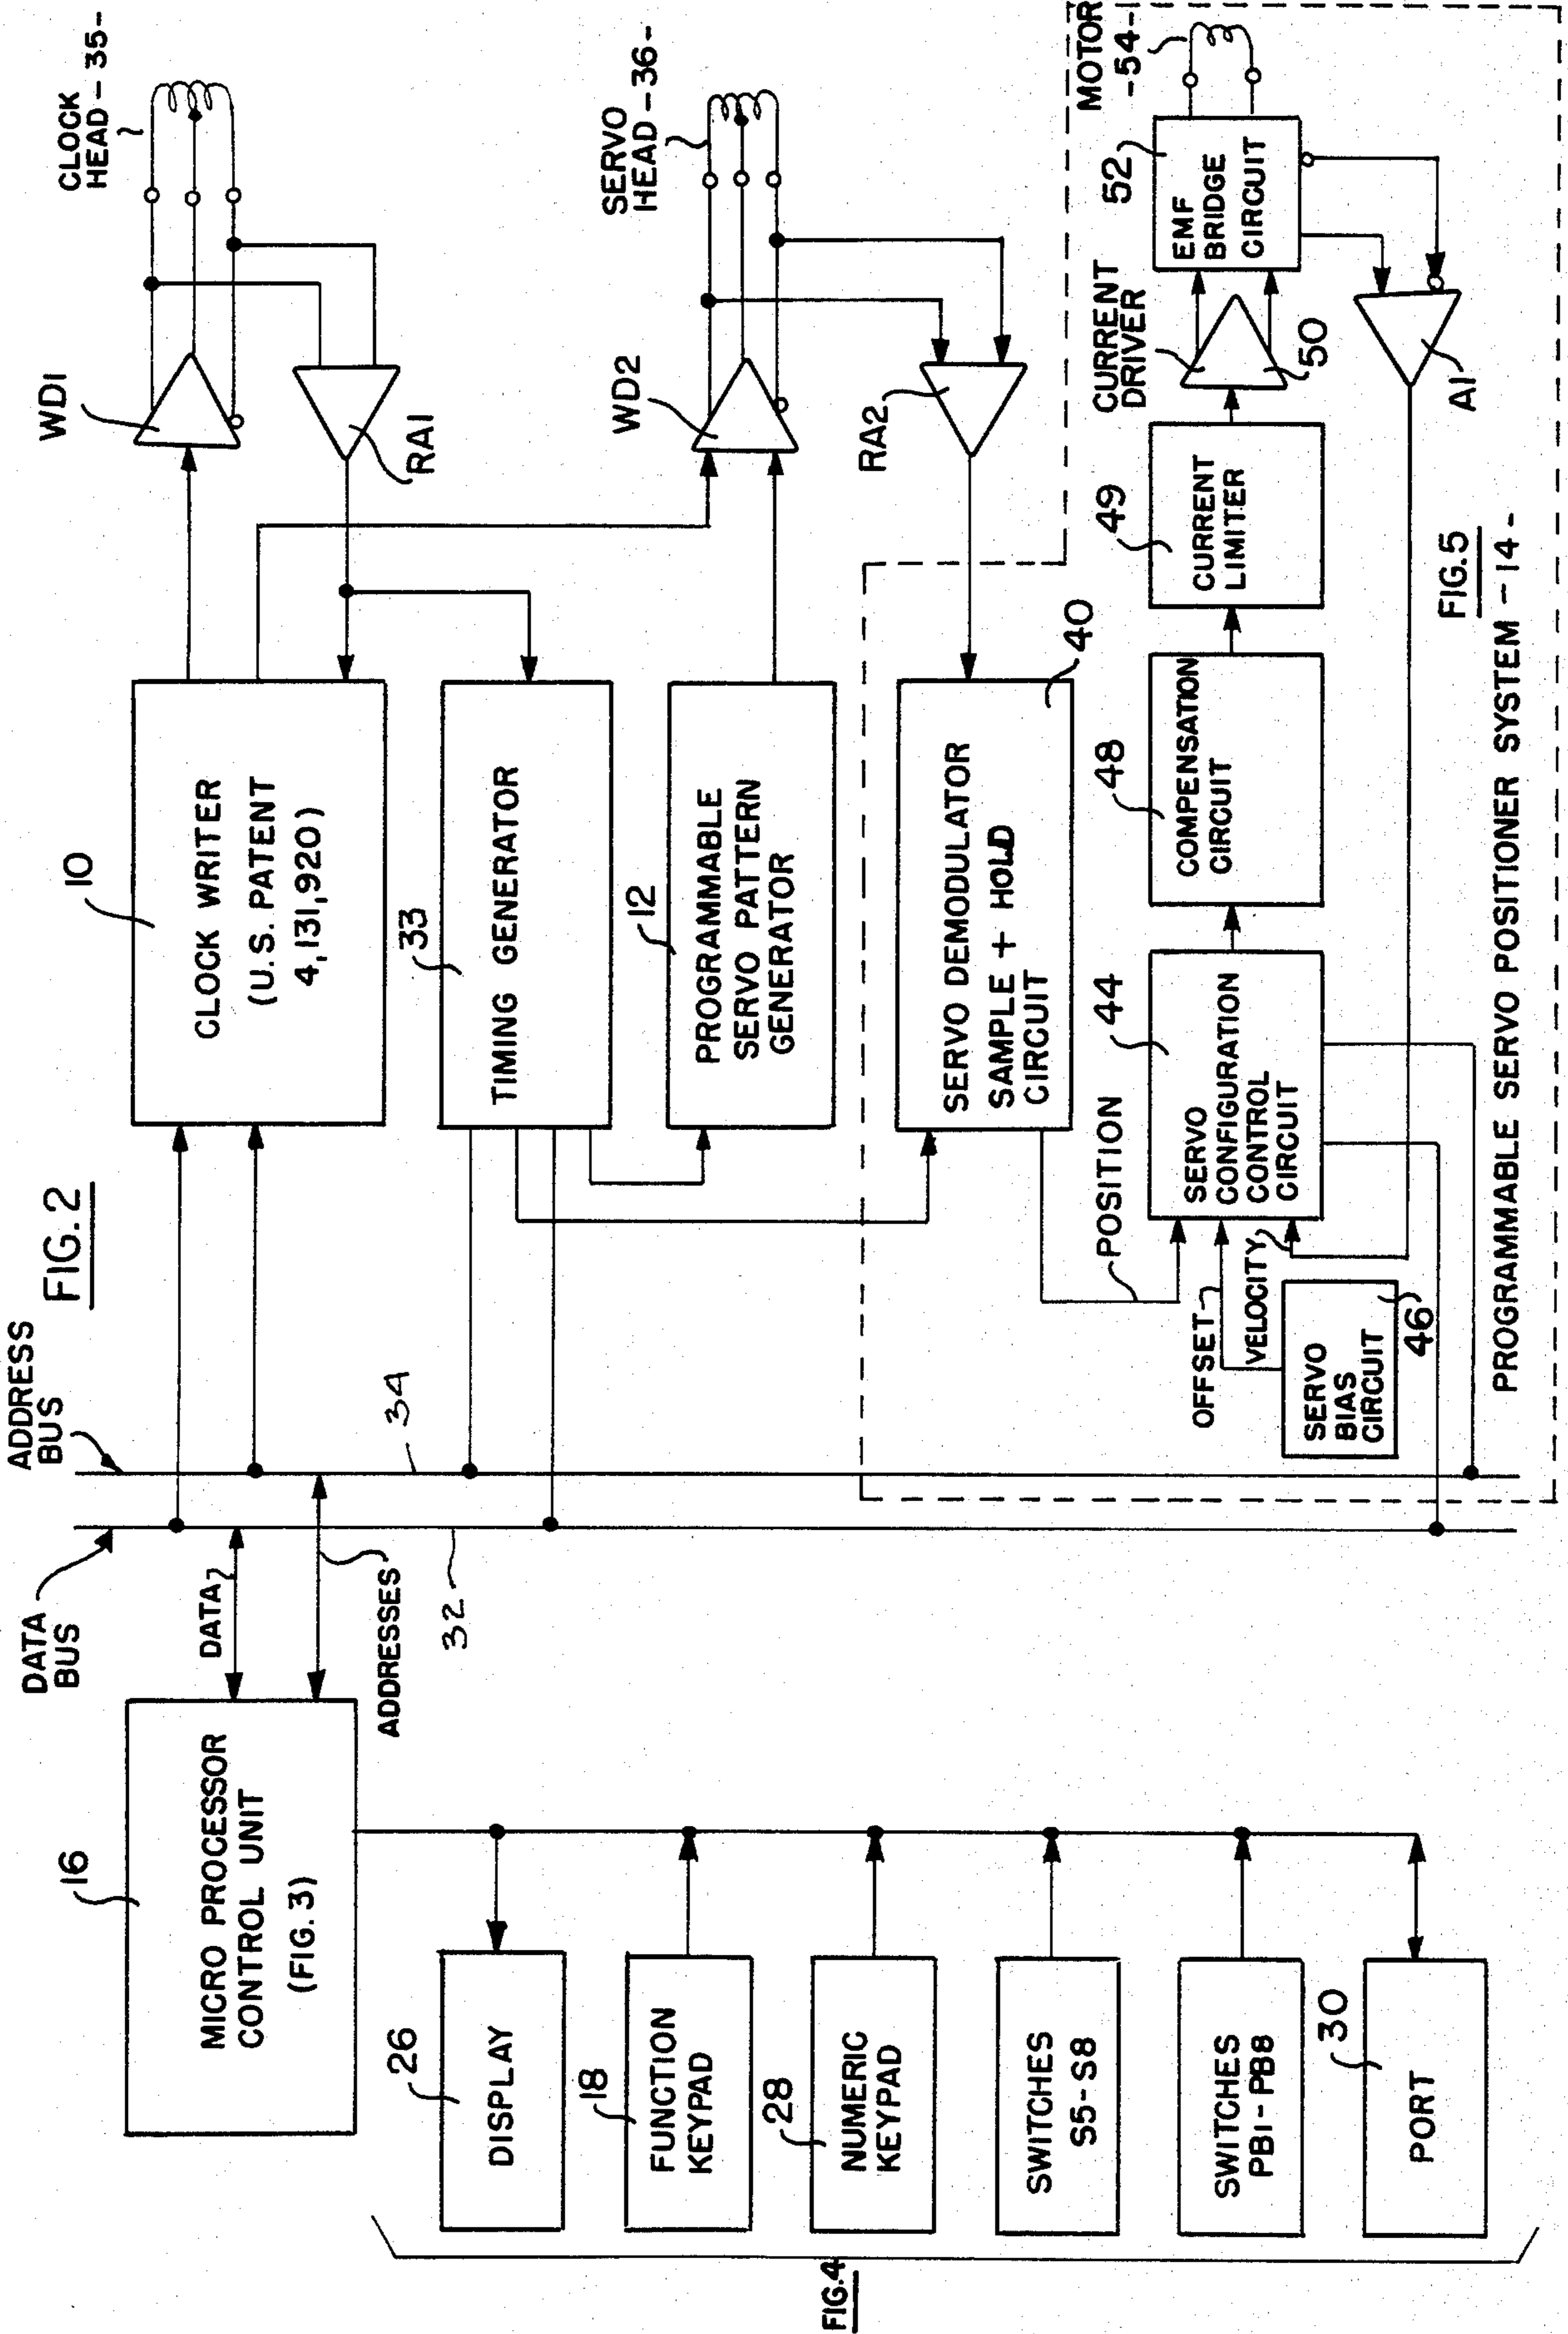 FIG. 2
DATA
BUS
ADDRESS
BUS
16
MICRO PROCESSOR
CONTROL UNIT
(FIG. 3)
DATA
ADDRESSES
32
34
10
CLOCK WRITER
(U.S. PATENT
4,131,920)
WD1
CLOCK
HEAD -35-
RA1
33
TIMING GENERATOR
12
PROGRAMMABLE
SERVO PATTERN
GENERATOR
WD2
SERVO
HEAD -36-
RA2
26
DISPLAY
18
FUNCTION
KEYPAD
28
NUMERIC
KEYPAD
SWITCHES
S5-S8
SWITCHES
PB1-PB8
30
PORT
FIG.4
SERVO DEMODULATOR
SAMPLE + HOLD
CIRCUIT
40
POSITION
OFFSET
VELOCITY
SERVO
BIAS
CIRCUIT
46
44
SERVO
CONFIGURATION
CONTROL
CIRCUIT
48
COMPENSATION
CIRCUIT
49
CURRENT
LIMITER
CURRENT
DRIVER
50
52
EMF
BRIDGE
CIRCUIT
MOTOR
-54-
A1
FIG.5
PROGRAMMABLE SERVO POSITIONER SYSTEM -14-